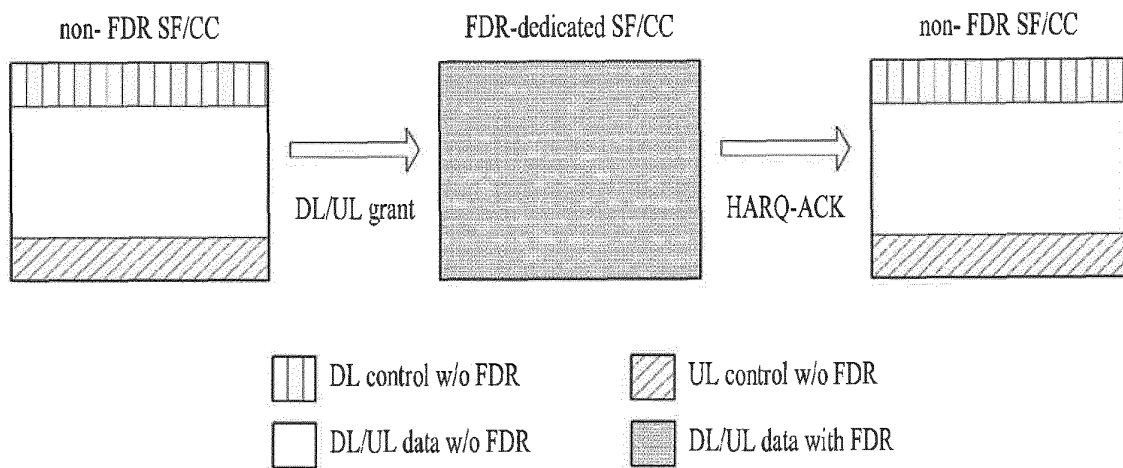 non- FDR SF/CC
FDR-dedicated SF/CC
non-FDR SF/CC
DL/UL grant
HARQ-ACK
DL control w/o FDR
UL control w/o FDR
DL/UL data w/o FDR
DL/UL data with FDR